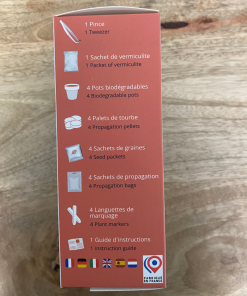 1 Pince
1 Tweezer
1 Sachet de vermiculite
1 Packet of vermiculite
4 Pots biodégradables
4 Biodegradable pots
4 Palets de tourbe
4 Propagation pellets
4 Sachets de graines
4 Seed packets
4 Sachets de propagation
4 Propagation bags
4 Languettes de
marquage
4 Plant markers
1 Guide d'instructions
1 Instruction guide
FABRIQUÉ
EN FRANCE